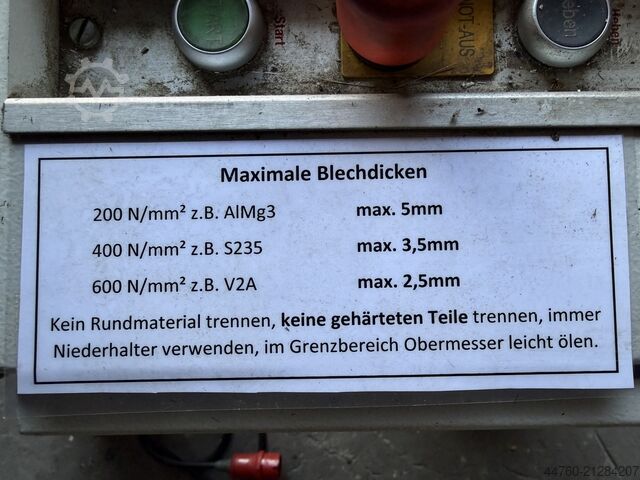 START
Start
NOT-AUS
Maximale Blechdicken
200 N/mm² z.B. AlMg3 max. 5mm
400 N/mm² z.B. S235 max. 3,5mm
600 N/mm² z.B. V2A max. 2,5mm
Kein Rundmaterial trennen, keine gehärteten Teile trennen, immer
Niederhalter verwenden, im Grenzbereich Obermesser leicht ölen.
44760-21284207